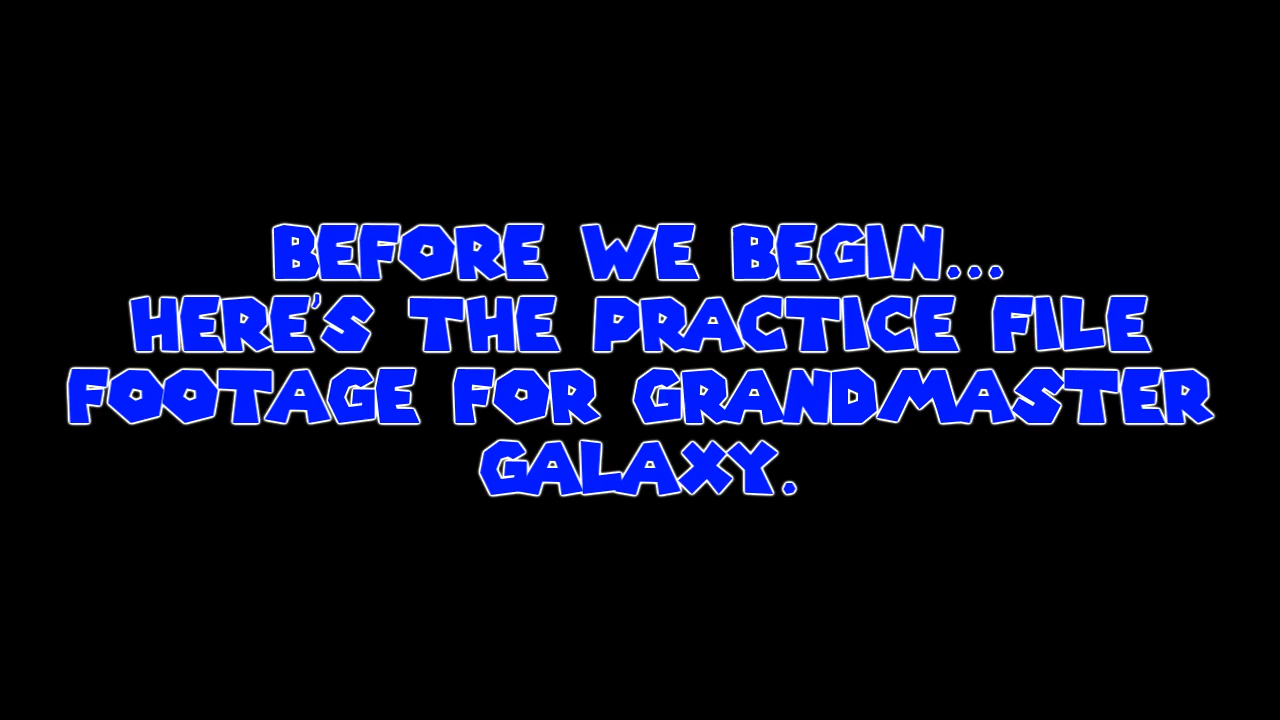 BEFORE WE BEGIN...
HERE'S THE PRACTICE FILE
FOOTAGE FOR GRANDMASTER
GALAXY.